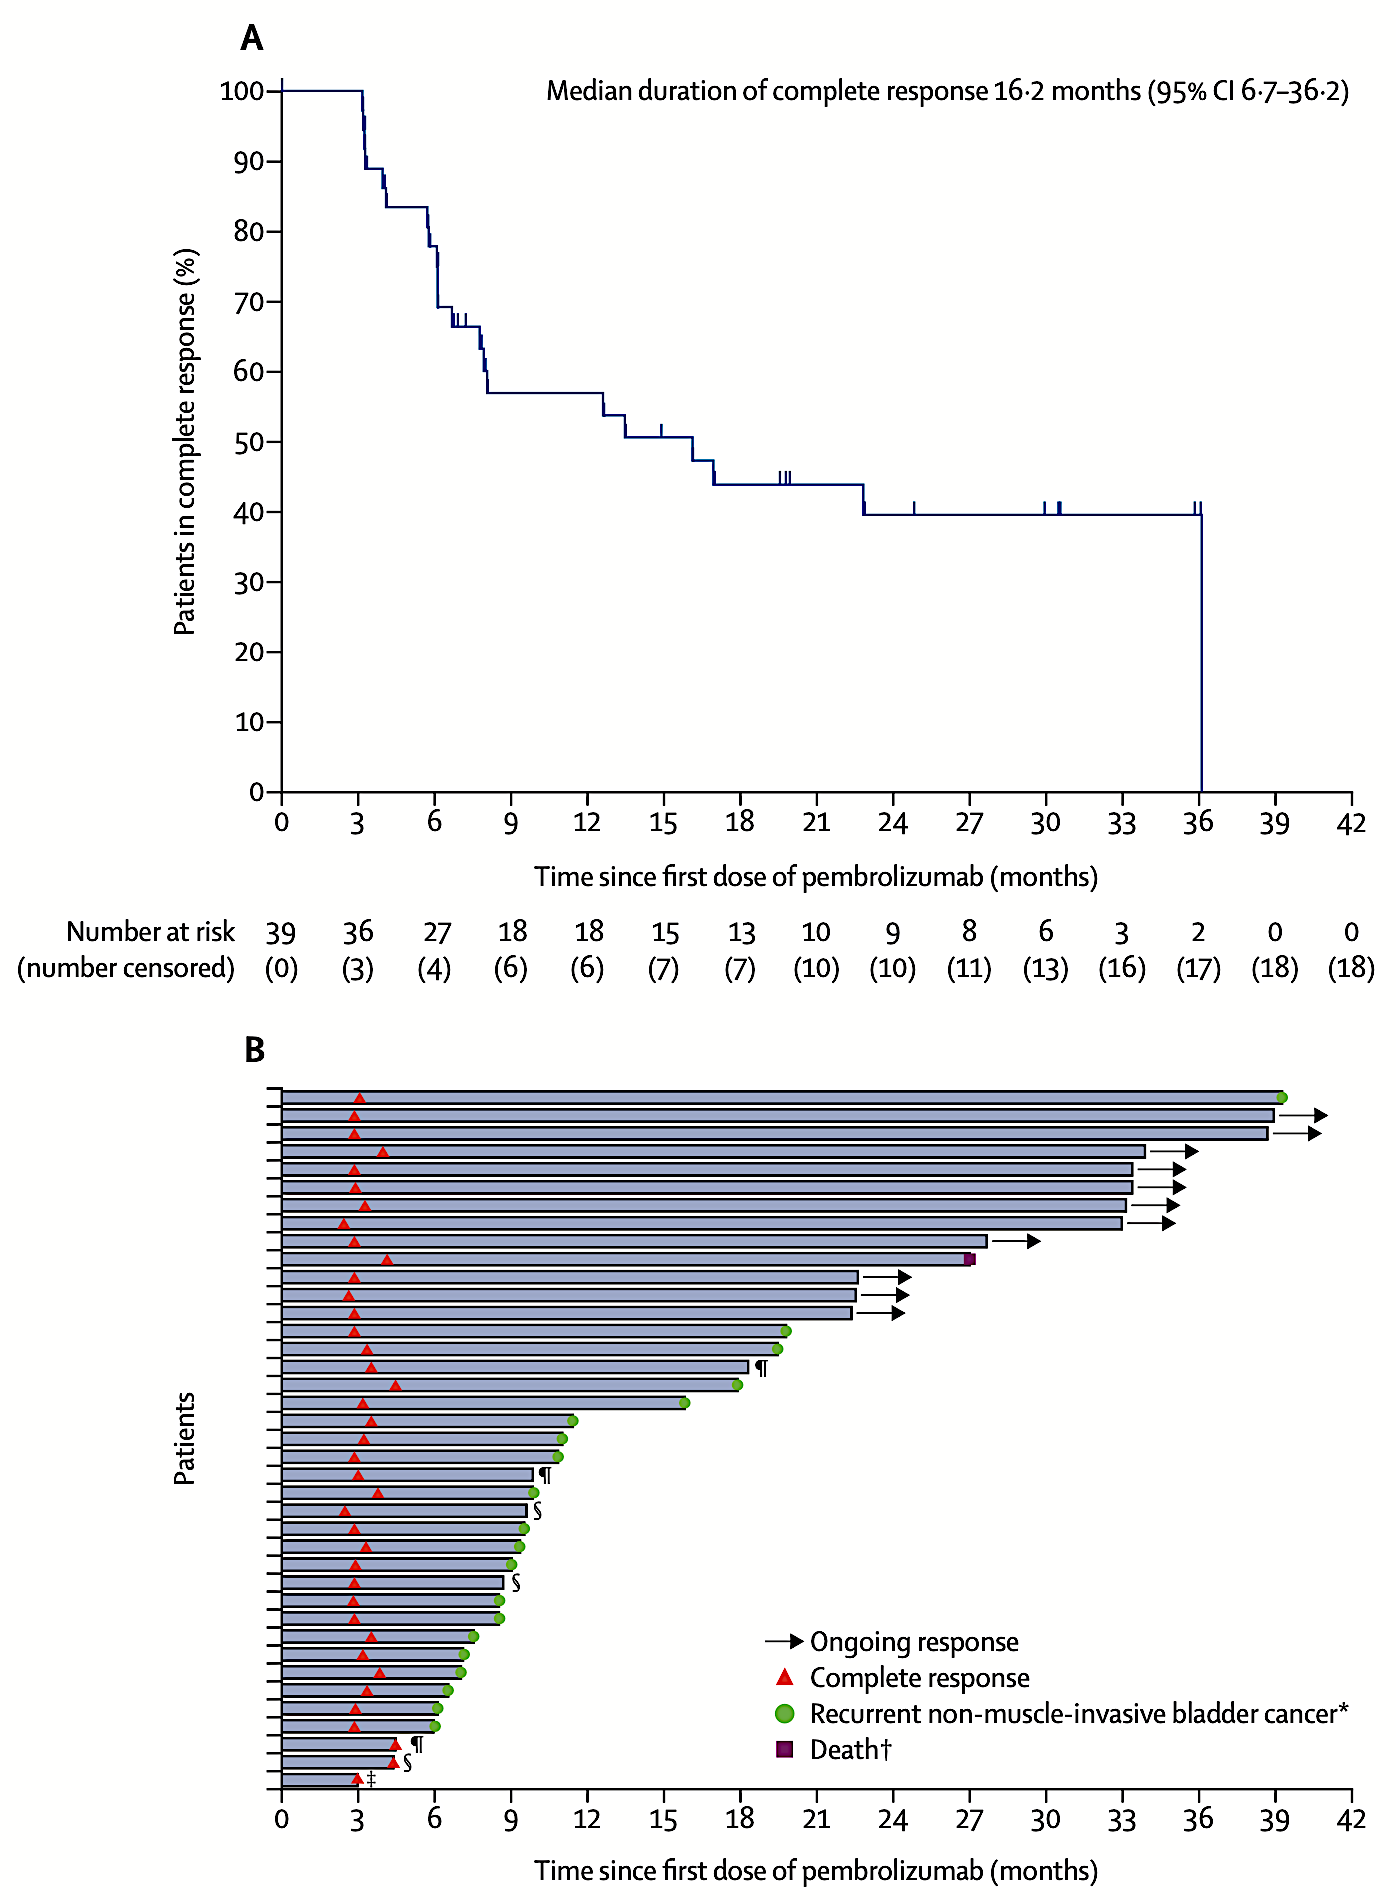 A
Median duration of complete response 16·2 months (95% CI 6·7–36·2)
100
90
80
70
60
50
40
30
20
10
0
Patients in complete response (%)
0 3 6 9 12 15 18 21 24 27 30 33 36 39 42
Time since first dose of pembrolizumab (months)
Number at risk 39 36 27 18 18 15 13 10 9 8 6 3 2 0 0
(number censored) (0) (3) (4) (6) (6) (7) (7) (10) (10) (11) (13) (16) (17) (18) (18)
B
Patients
¶
¶
§
§
¶
§
‡
Ongoing response
Complete response
Recurrent non-muscle-invasive bladder cancer*
Death†
0 3 6 9 12 15 18 21 24 27 30 33 36 39 42
Time since first dose of pembrolizumab (months)